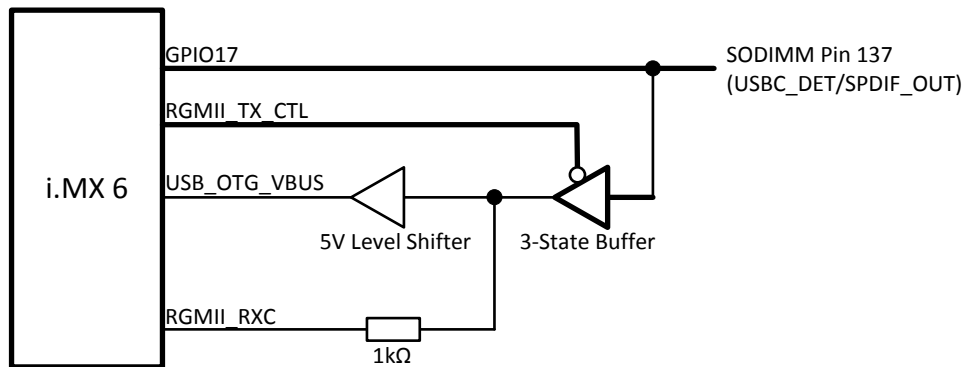 GPIO17
SODIMM Pin 137
(USBC_DET/SPDIF_OUT)
RGMII_TX_CTL
i.MX 6
USB_OTG_VBUS
5V Level Shifter
3-State Buffer
RGMII_RXC
1kΩ